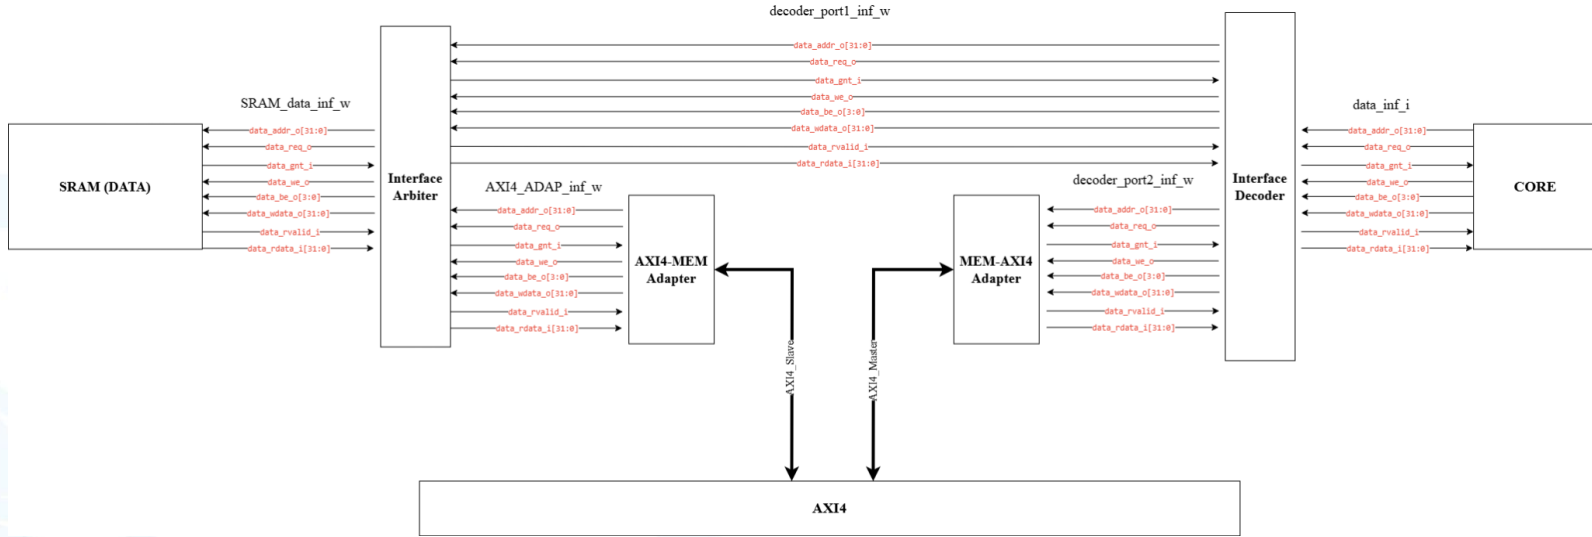 decoder_port1_inf_w
data_addr_o[31:0]
data_req_o
data_gnt_i
data_we_o
data_be_o[3:0]
data_wdata_o[31:0]
data_rvalid_i
data_rdata_i[31:0]
SRAM_data_inf_w
data_addr_o[31:0]
data_req_o
data_gnt_i
data_we_o
data_be_o[3:0]
data_wdata_o[31:0]
data_rvalid_i
data_rdata_i[31:0]
SRAM (DATA)
Interface
Arbiter
AXI4_ADAP_inf_w
data_addr_o[31:0]
data_req_o
data_gnt_i
data_we_o
data_be_o[3:0]
data_wdata_o[31:0]
data_rvalid_i
data_rdata_i[31:0]
AXI4-MEM
Adapter
MEM-AXI4
Adapter
decoder_port2_inf_w
data_addr_o[31:0]
data_req_o
data_gnt_i
data_we_o
data_be_o[3:0]
data_wdata_o[31:0]
data_rvalid_i
data_rdata_i[31:0]
Interface
Decoder
data_inf_i
data_addr_o[31:0]
data_req_o
data_gnt_i
data_we_o
data_be_o[3:0]
data_wdata_o[31:0]
data_rvalid_i
data_rdata_i[31:0]
CORE
AXI4_Slave
AXI4_Master
AXI4